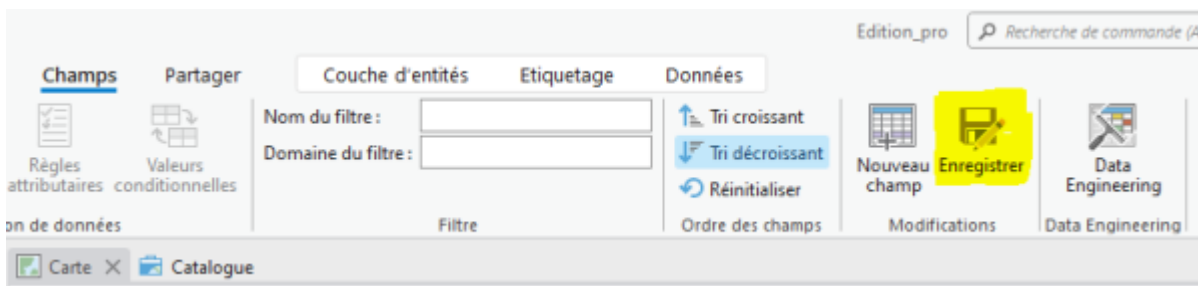 Edition_pro
Recherche de commande (A
Champs Partager Couche d'entités Etiquetage Données
Nom du filtre :
Domaine du filtre :
Règles attributaires
Valeurs conditionnelles
Tri croissant
Tri décroissant
Réinitialiser
Nouveau champ
Enregistrer
Data Engineering
on de données
Filtre
Ordre des champs
Modifications
Data Engineering
Carte
Catalogue